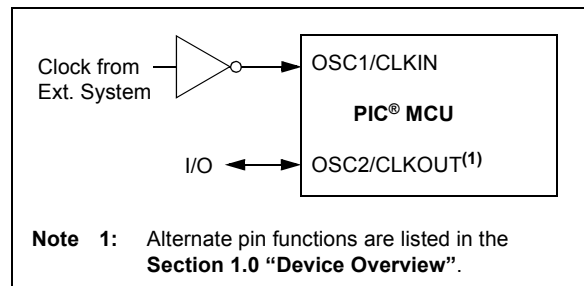 Clock from
Ext. System
OSC1/CLKIN
PIC® MCU
I/O
OSC2/CLKOUT(1)
Note 1: Alternate pin functions are listed in the
Section 1.0 “Device Overview”.